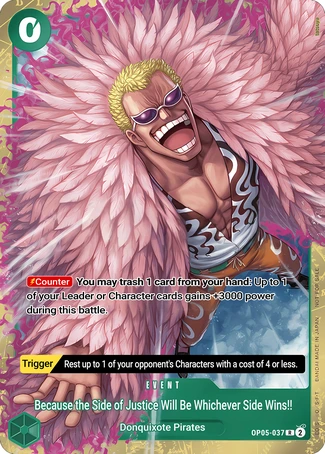 0
Counter You may trash 1 card from your hand: Up to 1
of your Leader or Character cards gains +3000 power
during this battle.
Trigger Rest up to 1 of your opponent's Characters with a cost of 4 or less.
EVENT
Because the Side of Justice Will Be Whichever Side Wins!!
Donquixote Pirates
OP05-037 R 2